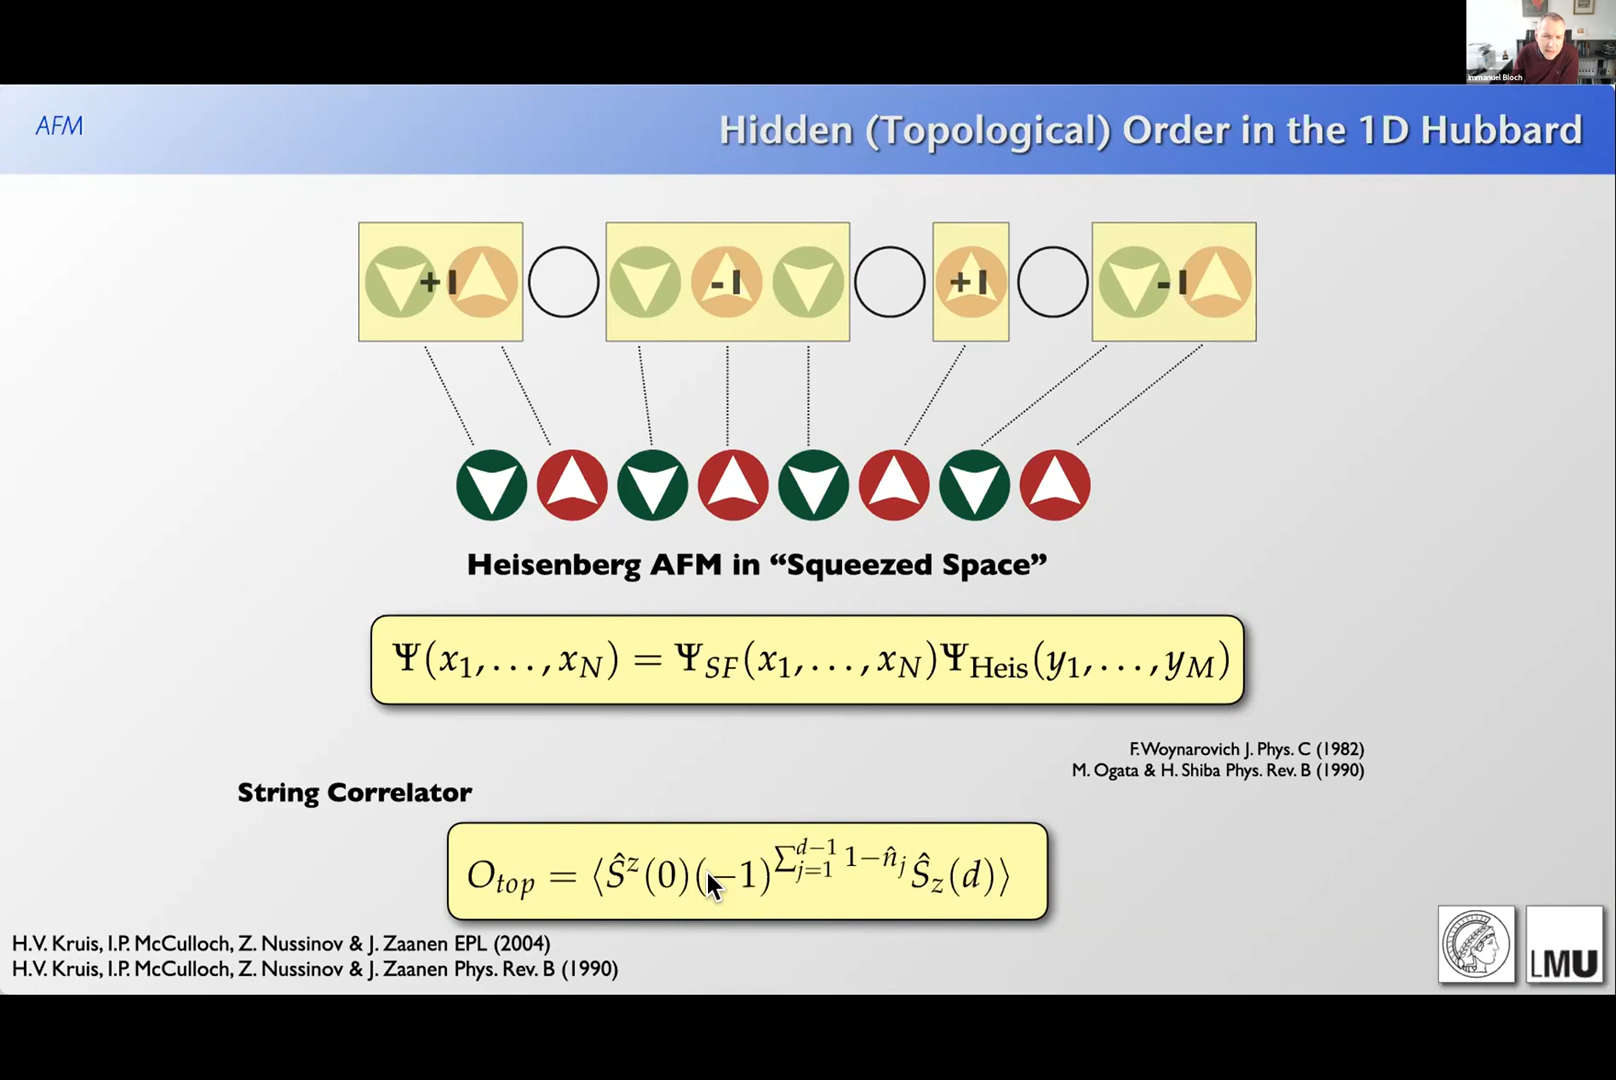 Immanuel Bloch
AFM
Hidden (Topological) Order in the 1D Hubbard
+1 -1 +1 -1
Heisenberg AFM in “Squeezed Space”
Ψ(x₁,...,x_N) = Ψ_SF(x₁,...,x_N)Ψ_Heis(y₁,...,y_M)
F. Woynarovich J. Phys. C (1982)
M. Ogata & H. Shiba Phys. Rev. B (1990)
String Correlator
O_top = ⟨Ŝ^z(0)(−1)^{∑_{j=1}^{d−1} 1−n̂_j} Ŝ_z(d)⟩
H.V. Kruis, I.P. McCulloch, Z. Nussinov & J. Zaanen EPL (2004)
H.V. Kruis, I.P. McCulloch, Z. Nussinov & J. Zaanen Phys. Rev. B (1990)
LMU